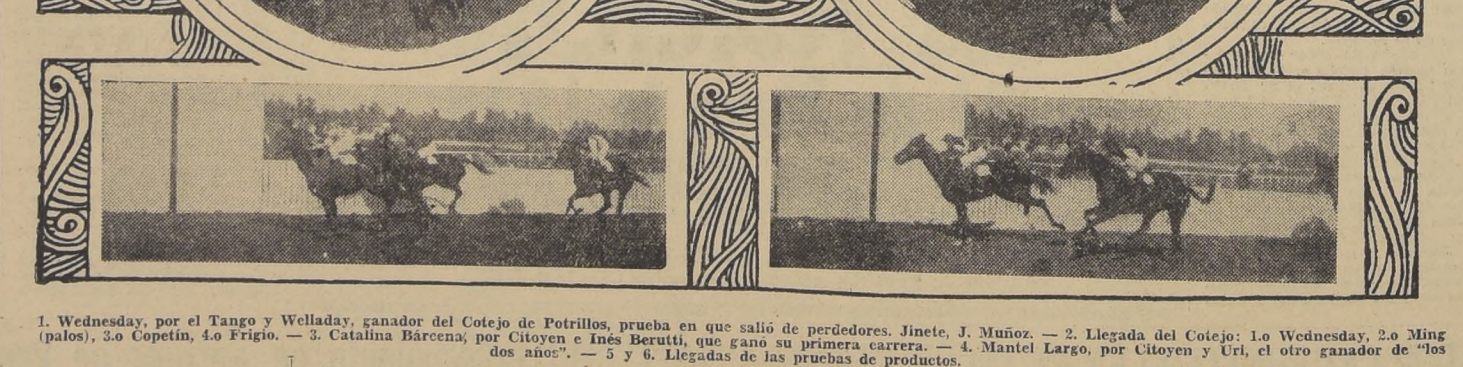 1. Wednesday, por el Tango y Welladay, ganador del Cotejo de Potrillos, prueba en que salió de perdedores. Jinete, J. Muñoz. — 2. Llegada del Cotejo: 1.o Wednesday, 2.o Ming
(palos), 3.o Copetín, 4.o Frigio. — 3. Catalina Bárcena, por Citoyen e Inés Berutti, que ganó su primera carrera. — 4. Mantel Largo, por Citoyen y Uri, el otro ganador de "los
dos años". — 5 y 6. Llegadas de las pruebas de productos.